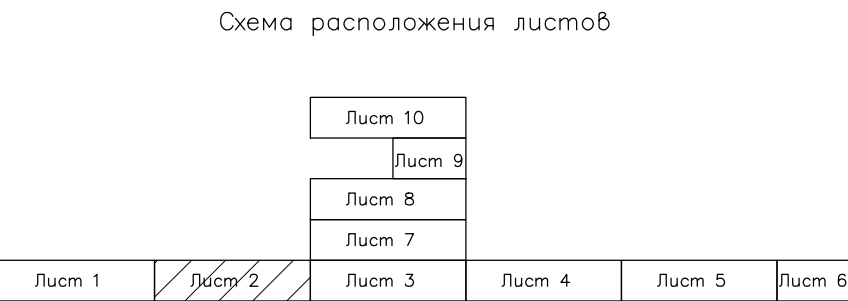 Схема расположения листов
Лист 10
Лист 9
Лист 8
Лист 7
Лист 1 Лист 2 Лист 3 Лист 4 Лист 5 Лист 6